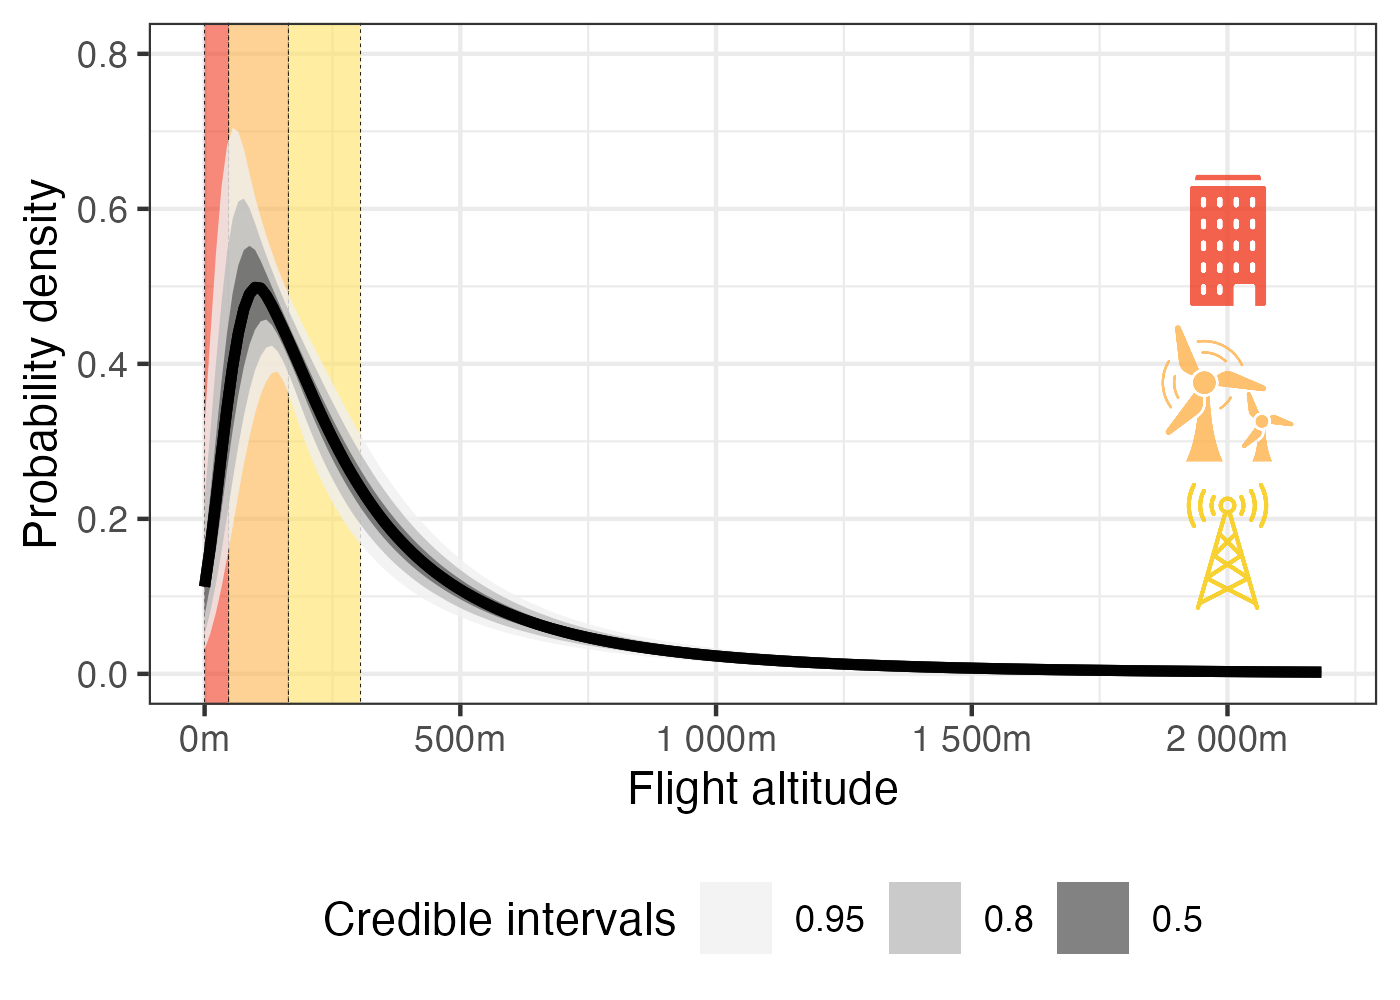 Probability density
0.8
0.6
0.4
0.2
0.0
0m 500m 1 000m 1 500m 2 000m
Flight altitude
Credible intervals 0.95 0.8 0.5